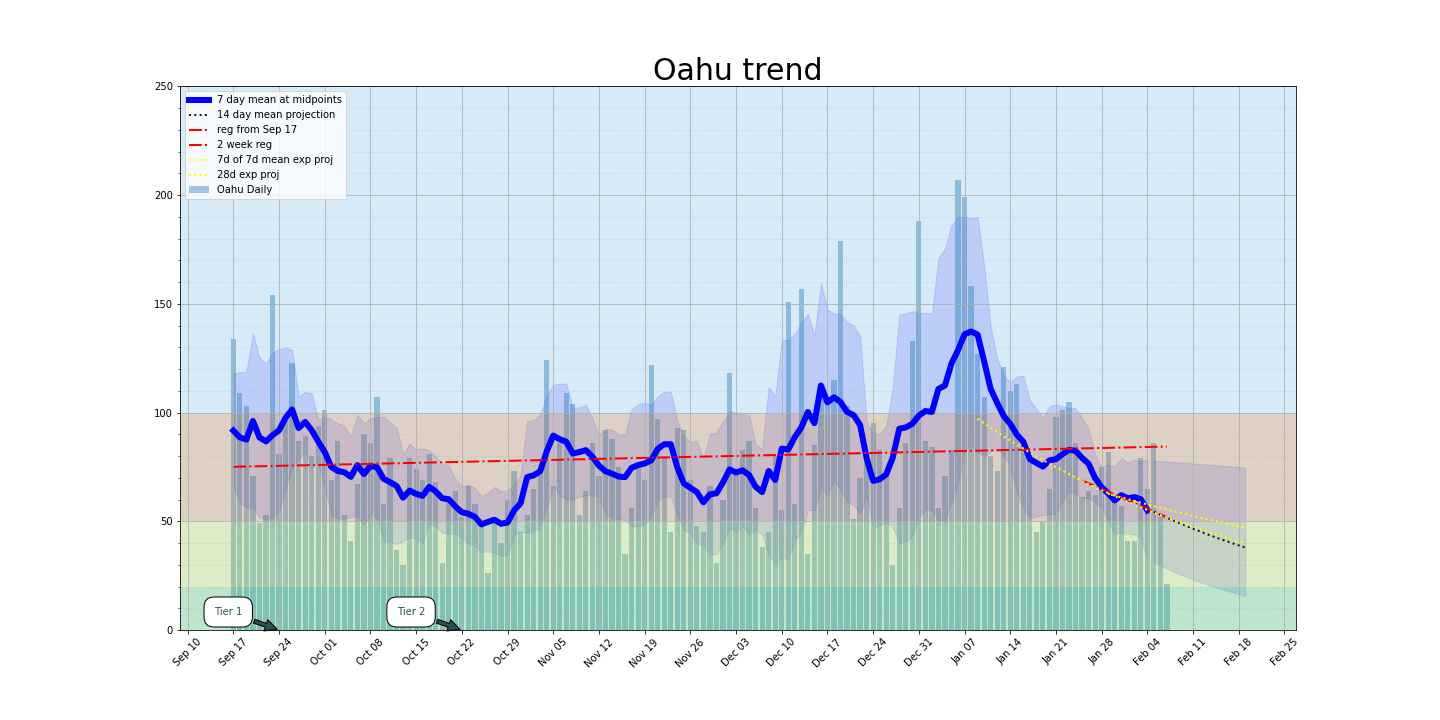 Oahu trend
250
200
150
100
50
0
7 day mean at midpoints
14 day mean projection
reg from Sep 17
2 week reg
7d of 7d mean exp proj
28d exp proj
Oahu Daily
Tier 1
Tier 2
Sep 10
Sep 17
Sep 24
Oct 01
Oct 08
Oct 15
Oct 22
Oct 29
Nov 05
Nov 12
Nov 19
Nov 26
Dec 03
Dec 10
Dec 17
Dec 24
Dec 31
Jan 07
Jan 14
Jan 21
Jan 28
Feb 04
Feb 11
Feb 18
Feb 25